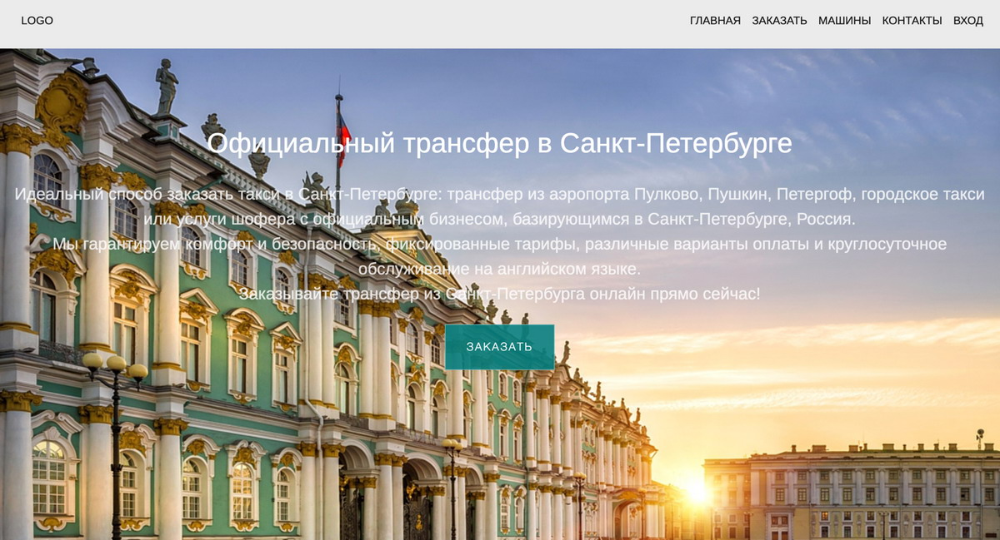 LOGO
ГЛАВНАЯ ЗАКАЗАТЬ МАШИНЫ КОНТАКТЫ ВХОД
Официальный трансфер в Санкт-Петербурге
Идеальный способ заказать такси в Санкт-Петербурге: трансфер из аэропорта Пулково, Пушкин, Петергоф, городское такси
или услуги шофера с официальным бизнесом, базирующимся в Санкт-Петербурге, Россия.
Мы гарантируем комфорт и безопасность, фиксированные тарифы, различные варианты оплаты и круглосуточное
обслуживание на английском языке.
Заказывайте трансфер из Санкт-Петербурга онлайн прямо сейчас!
ЗАКАЗАТЬ